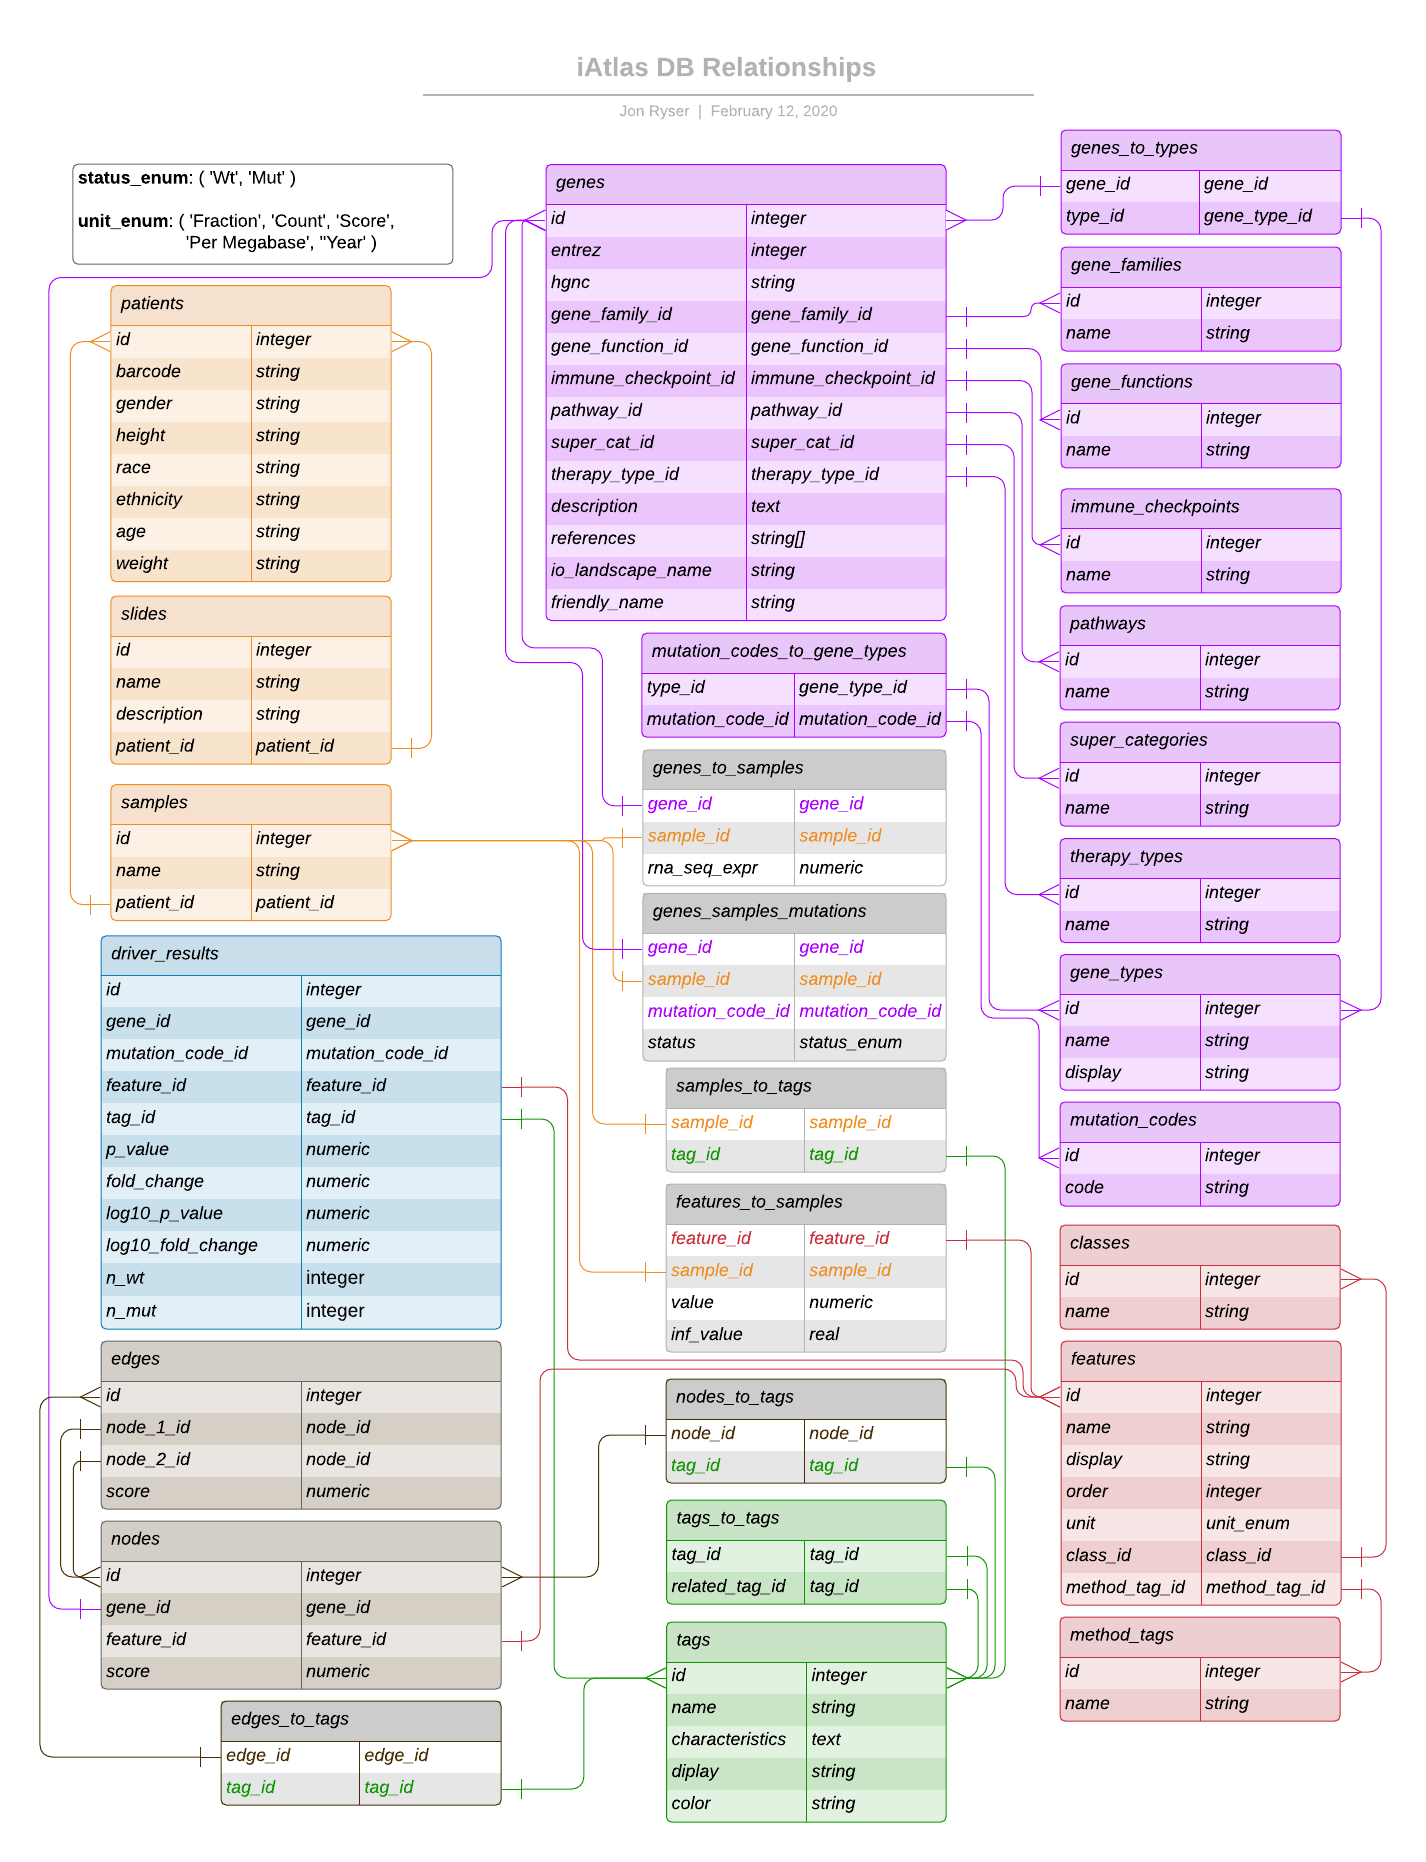 iAtlas DB Relationships
Jon Ryser | February 12, 2020
status_enum: ( 'Wt', 'Mut' )
unit_enum: ( 'Fraction', 'Count', 'Score',
'Per Megabase', "Year' )
patients
id integer
barcode string
gender string
height string
race string
ethnicity string
age string
weight string
slides
id integer
name string
description string
patient_id patient_id
samples
id integer
name string
patient_id patient_id
driver_results
id integer
gene_id gene_id
mutation_code_id mutation_code_id
feature_id feature_id
tag_id tag_id
p_value numeric
fold_change numeric
log10_p_value numeric
log10_fold_change numeric
n_wt integer
n_mut integer
edges
id integer
node_1_id node_id
node_2_id node_id
score numeric
nodes
id integer
gene_id gene_id
feature_id feature_id
score numeric
edges_to_tags
edge_id edge_id
tag_id tag_id
genes
id integer
entrez integer
hgnc string
gene_family_id gene_family_id
gene_function_id gene_function_id
immune_checkpoint_id immune_checkpoint_id
pathway_id pathway_id
super_cat_id super_cat_id
therapy_type_id therapy_type_id
description text
references string[]
io_landscape_name string
friendly_name string
mutation_codes_to_gene_types
type_id gene_type_id
mutation_code_id mutation_code_id
genes_to_samples
gene_id gene_id
sample_id sample_id
rna_seq_expr numeric
genes_samples_mutations
gene_id gene_id
sample_id sample_id
mutation_code_id mutation_code_id
status status_enum
samples_to_tags
sample_id sample_id
tag_id tag_id
features_to_samples
feature_id feature_id
sample_id sample_id
value numeric
inf_value real
nodes_to_tags
node_id node_id
tag_id tag_id
tags_to_tags
tag_id tag_id
related_tag_id tag_id
tags
id integer
name string
characteristics text
diplay string
color string
genes_to_types
gene_id gene_id
type_id gene_type_id
gene_families
id integer
name string
gene_functions
id integer
name string
immune_checkpoints
id integer
name string
pathways
id integer
name string
super_categories
id integer
name string
therapy_types
id integer
name string
gene_types
id integer
name string
display string
mutation_codes
id integer
code string
classes
id integer
name string
features
id integer
name string
display string
order integer
unit unit_enum
class_id class_id
method_tag_id method_tag_id
method_tags
id integer
name string